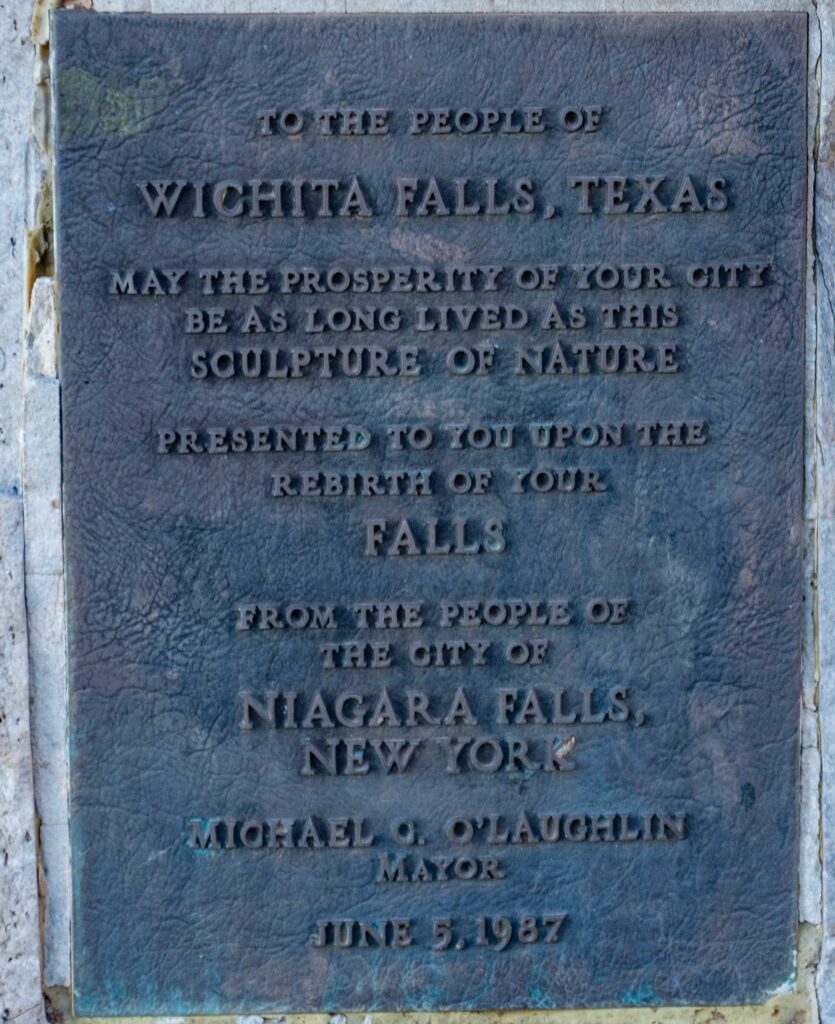 TO THE PEOPLE OF
WICHITA FALLS, TEXAS
MAY THE PROSPERITY OF YOUR CITY
BE AS LONG LIVED AS THIS
SCULPTURE OF NATURE
PRESENTED TO YOU UPON THE
REBIRTH OF YOUR
FALLS
FROM THE PEOPLE OF
THE CITY OF
NIAGARA FALLS,
NEW YORK
MICHAEL C. O'LAUGHLIN
MAYOR
JUNE 5, 1987